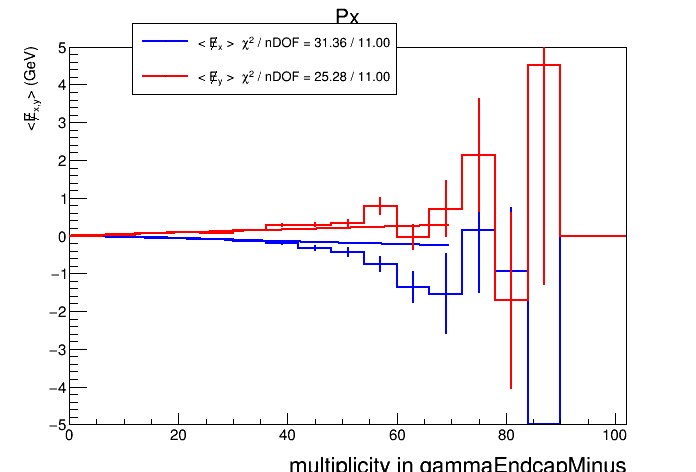 Px
< E̸ₓ > χ² / nDOF = 31.36 / 11.00
< E̸ᵧ > χ² / nDOF = 25.28 / 11.00
<E̸x,y> (GeV)
5
4
3
2
1
0
−1
−2
−3
−4
−5
0 20 40 60 80 100
multiplicity in gammaEndcapMinus